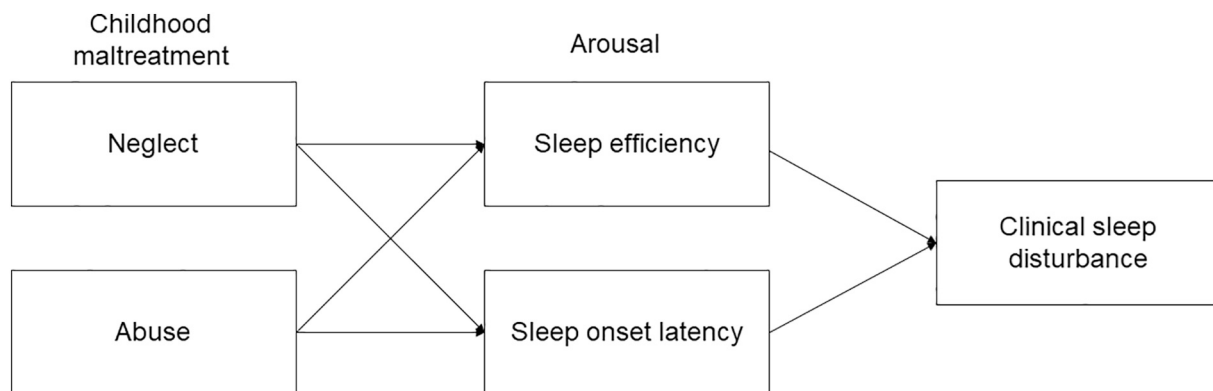 Childhood
maltreatment
Arousal
Neglect
Sleep efficiency
Clinical sleep
disturbance
Abuse
Sleep onset latency